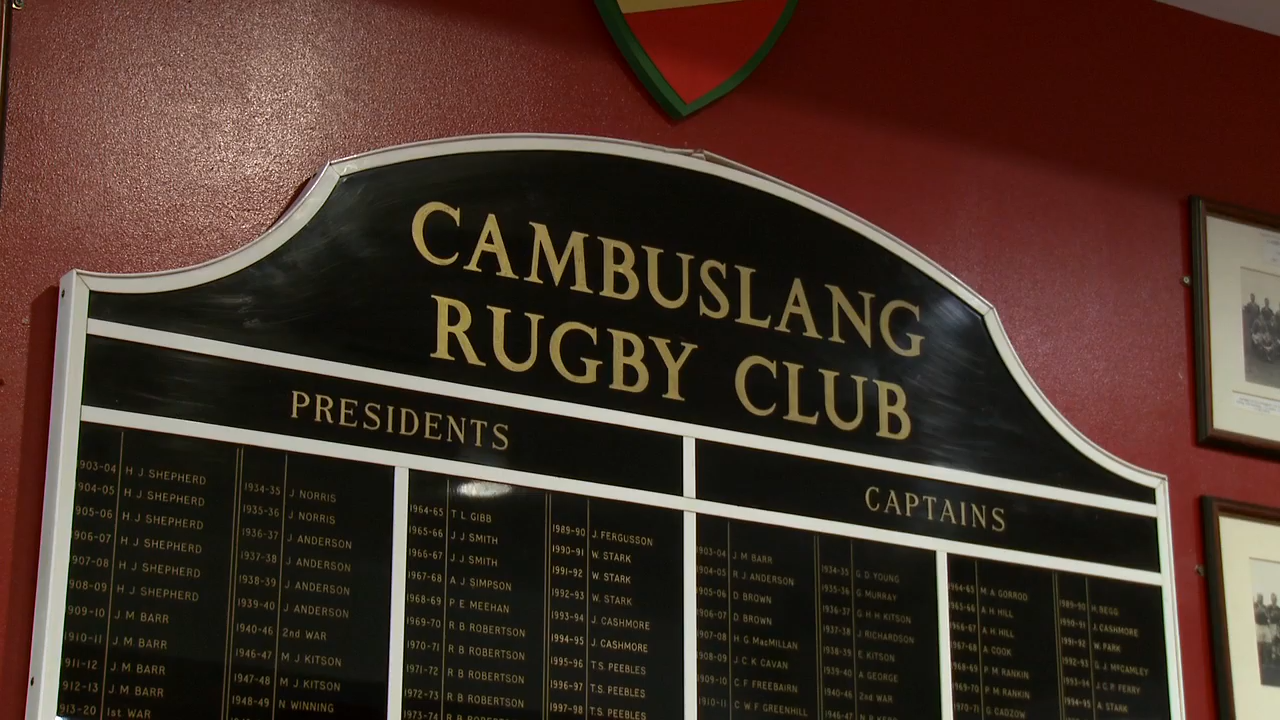 CAMBUSLANG
RUGBY CLUB
PRESIDENTS
1903-04 H J SHEPHERD
1904-05 H J SHEPHERD
1905-06 H J SHEPHERD
1906-07 H J SHEPHERD
1907-08 H J SHEPHERD
1908-09 H J SHEPHERD
1909-10 J M BARR
1910-11 J M BARR
1911-12 J M BARR
1912-13 J M BARR
1913-20 1st WAR
1934-35 J NORRIS
1935-36 J NORRIS
1936-37 J ANDERSON
1937-38 J ANDERSON
1938-39 J ANDERSON
1939-40 J ANDERSON
1940-46 2nd WAR
1946-47 M J KITSON
1947-48 M J KITSON
1948-49 N WINNING
1964-65 T L GIBB
1965-66 J J SMITH
1966-67 J J SMITH
1967-68 A J SIMPSON
1968-69 P E MEEHAN
1969-70 R B ROBERTSON
1970-71 R B ROBERTSON
1971-72 R B ROBERTSON
1972-73 R B ROBERTSON
1973-74 R B ROBERTSON
1989-90 J. FERGUSSON
1990-91 W. STARK
1991-92 W. STARK
1992-93 W. STARK
1993-94 J. CASHMORE
1994-95 J. CASHMORE
1995-96 T.S. PEEBLES
1996-97 T.S. PEEBLES
1997-98 T.S. PEEBLES
CAPTAINS
1903-04 J M BARR
1904-05 R J ANDERSON
1905-06 D BROWN
1906-07 D BROWN
1907-08 H G MacMILLAN
1908-09 J C K CAVAN
1909-10 C F FREEBAIRN
1910-11 C W F GREENHILL
1934-35 G D YOUNG
1935-36 G MURRAY
1936-37 G H H KITSON
1937-38 J RICHARDSON
1938-39 E KITSON
1939-40 A GEORGE
1940-46 2nd WAR
1946-47
1964-65 M A GORROD
1965-66 A H HILL
1966-67 A H HILL
1967-68 A COOK
1968-69 P M RANKIN
1969-70 P M RANKIN
1970-71 G CADZOW
1989-90 H. BEGG
1990-91 J. CASHMORE
1991-92 W. PARK
1992-93 G. J. McCAMLEY
1993-94 J. C. P. PERRY
1994-95 A. STARK